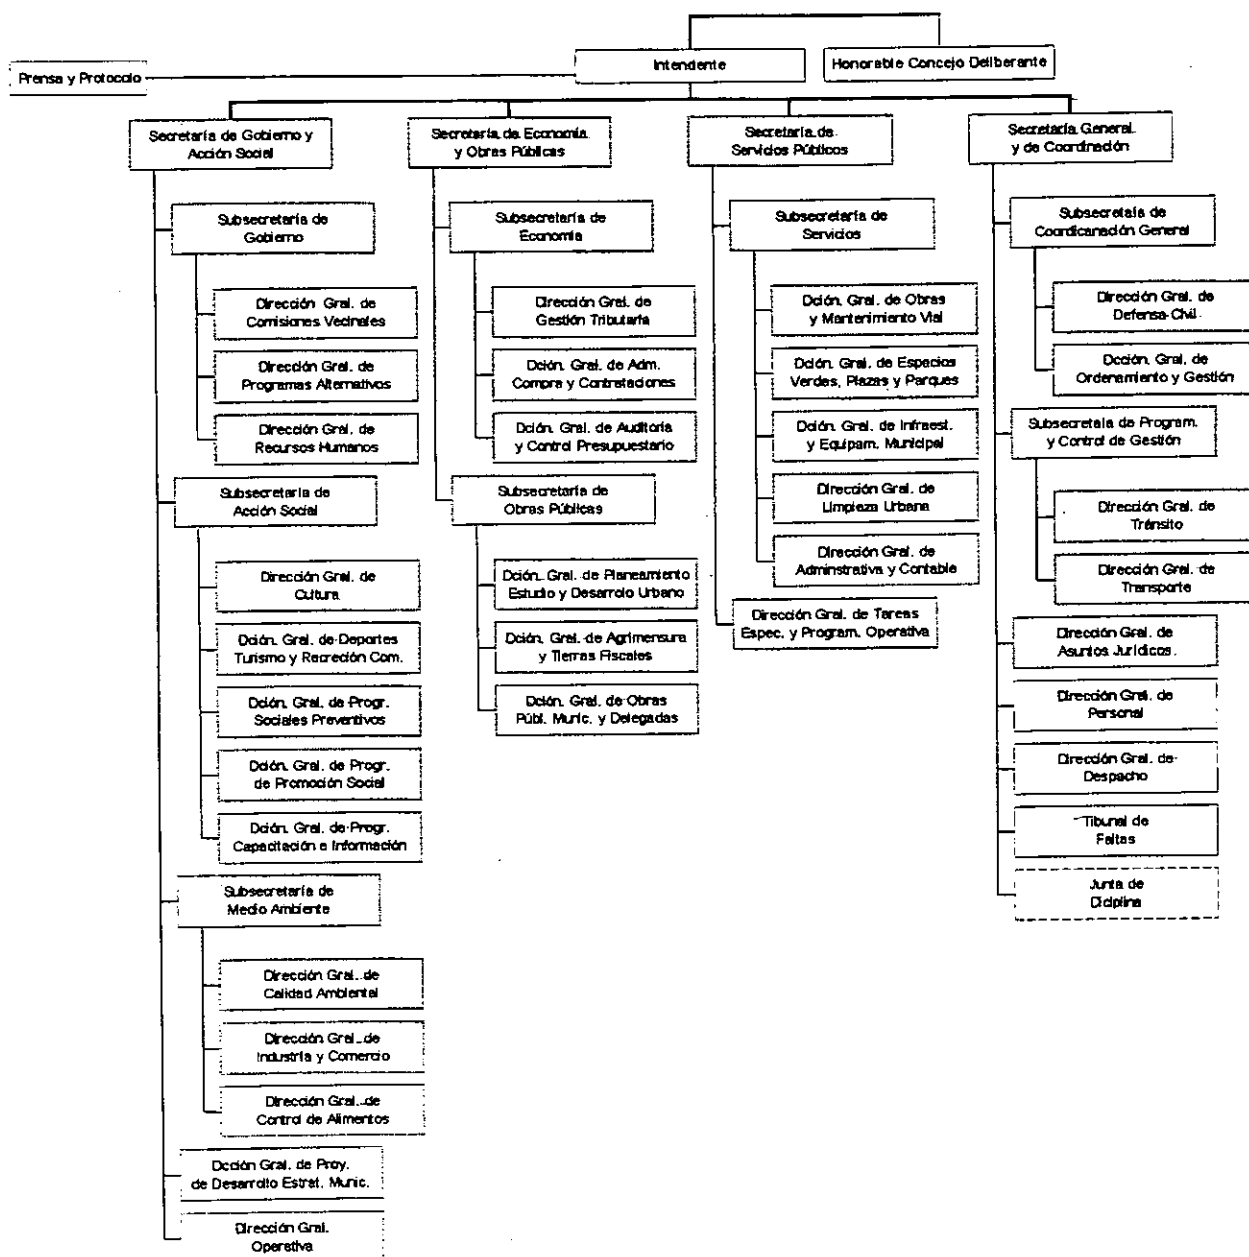 Intendente
Honorable Concejo Deliberante
Prensa y Protocolo
Secretaría de Gobierno y
Acción Social
Subsecretaría de
Gobierno
Dirección Gral. de
Comisiones Vecinales
Dirección Gral. de
Programas Alternativos
Dirección Gral. de
Recursos Humanos
Subsecretaría de
Acción Social
Dirección Gral. de
Cultura
Dción. Gral. de Deportes
Turismo y Recreción Com.
Dción. Gral. de Progr.
Sociales Preventivos
Dción. Gral. de Progr.
de Promoción Social
Dción. Gral. de Progr.
Capacitación e Información
Subsecretaría de
Medio Ambiente
Dirección Gral. de
Calidad Ambiental
Dirección Gral. de
Industria y Comercio
Dirección Gral. de
Control de Alimentos
Dcción Gral. de Proy.
de Desarrollo Estrat. Munic.
Dirección Gral.
Operativa
Secretaría de Economía
y Obras Públicas
Subsecretaría de
Economía
Dirección Gral. de
Gestión Tributaria
Dción. Gral. de Adm.
Compra y Contrataciones
Dción. Gral. de Auditoria
y Control Presupuestario
Subsecretaría de
Obras Públicas
Dción. Gral. de Planeamiento
Estudio y Desarrolo Urbano
Dción. Gral. de Agrimensura
y Tierras Fiscales
Dción. Gral. de Obras
Públ. Munic. y Delegadas
Secretaría de
Servicios Públicos
Subsecretaría de
Servicios
Dción. Gral. de Obras
y Mantenimiento Vial
Dción. Gral. de Espacios
Verdes, Plazas y Parques
Dción. Gral. de Infraest.
y Equipam. Municipal
Dirección Gral. de
Limpieza Urbana
Dirección Gral. de
Adminstrativa y Contable
Dirección Gral. de Tareas
Espec. y Program. Operativa
Secretaría General
y de Coordinación
Subsecretaía de
Coordicanación General
Dirección Gral. de
Defensa Civil
Dcción. Gral. de
Ordenamiento y Gestión
Subsecretaía de Program.
y Control de Gestión
Dirección Gral. de
Tránsito
Dirección Gral. de
Transporte
Dirección Gral. de
Asuntos Jurídicos
Dirección Gral. de
Personal
Dirección Gral. de
Despacho
Tibunal de
Faltas
Junta de
Diciplina